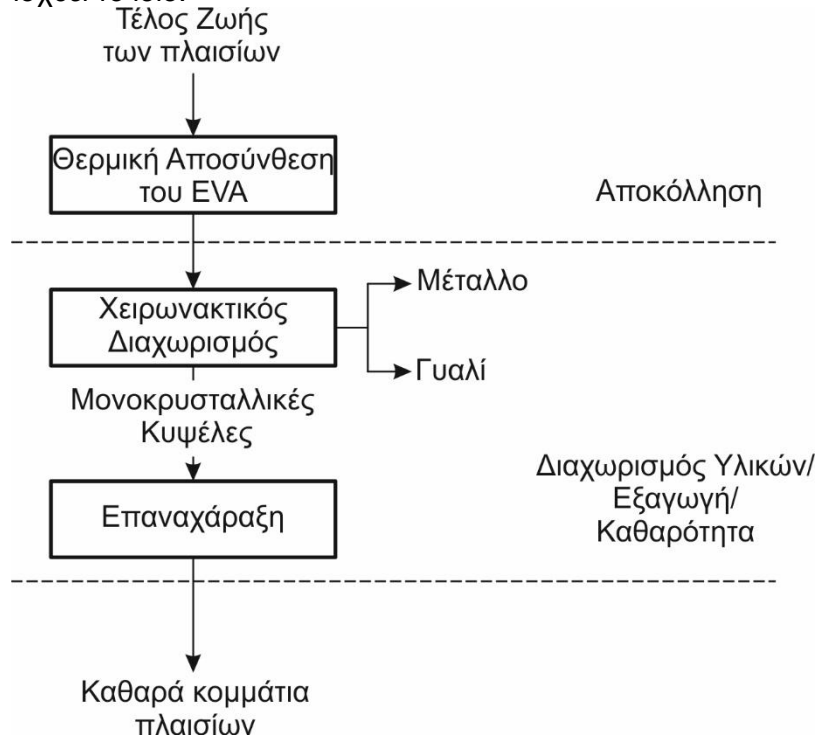 Τέλος Ζωής
των πλαισίων
Θερμική Αποσύνθεση
του EVA
Αποκόλληση
Χειρωνακτικός
Διαχωρισμός
Μέταλλο
Γυαλί
Μονοκρυσταλλικές
Κυψέλες
Διαχωρισμός Υλικών/
Εξαγωγή/
Καθαρότητα
Επαναχάραξη
Καθαρά κομμάτια
πλαισίων